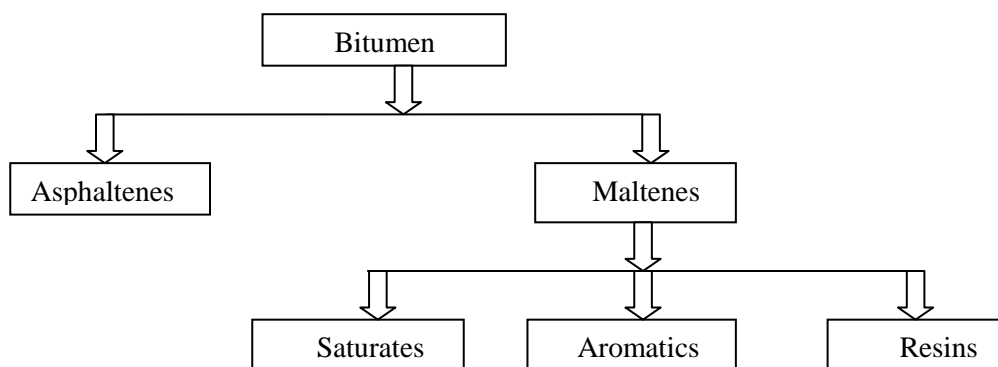 Bitumen
Asphaltenes
Maltenes
Saturates
Aromatics
Resins